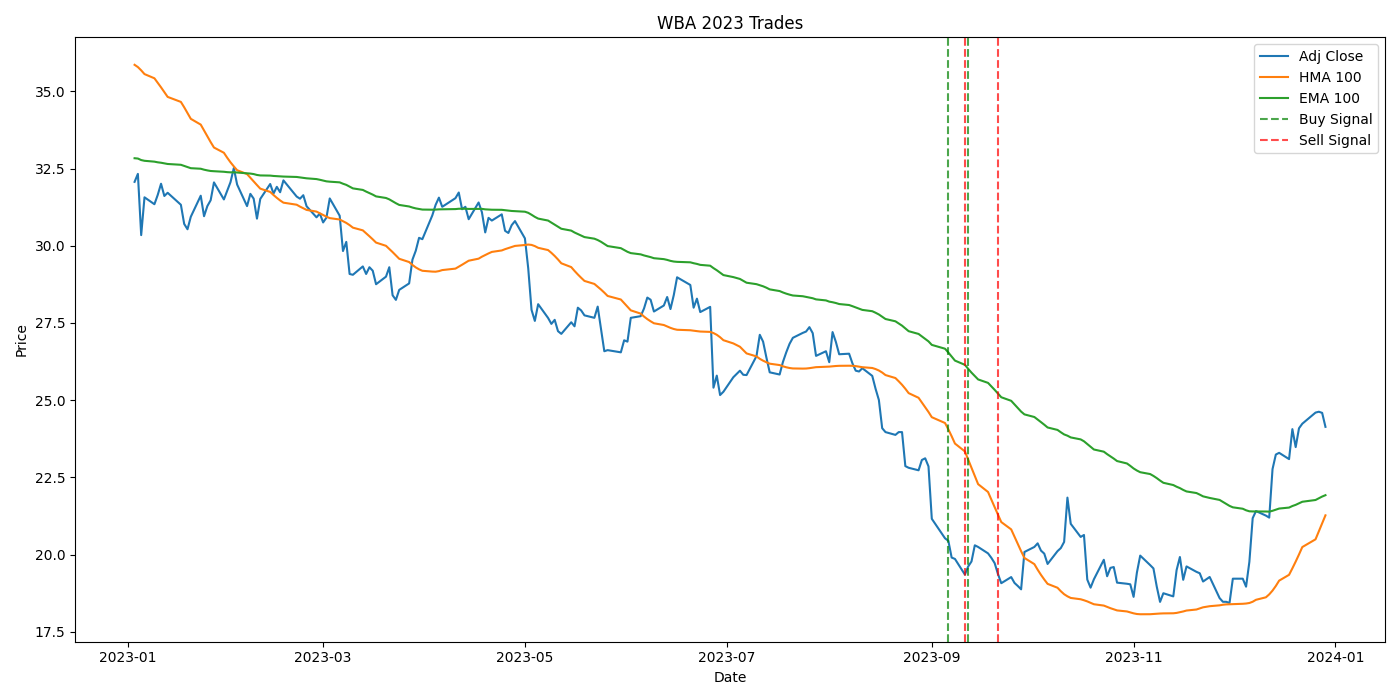 WBA 2023 Trades
Adj Close
HMA 100
EMA 100
Buy Signal
Sell Signal
Price
35.0
32.5
30.0
27.5
25.0
22.5
20.0
17.5
2023-01
2023-03
2023-05
2023-07
2023-09
2023-11
2024-01
Date